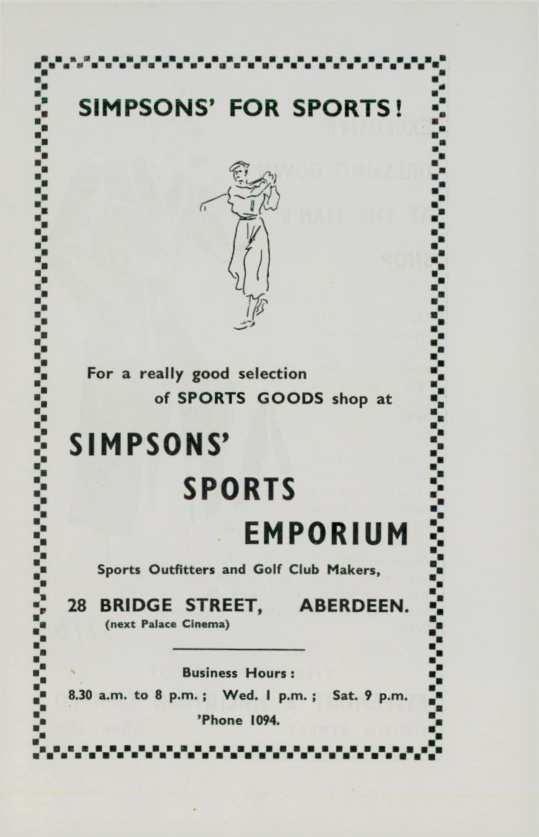 SIMPSONS' FOR SPORTS!
For a really good selection
of SPORTS GOODS shop at
SIMPSONS'
SPORTS
EMPORIUM
Sports Outfitters and Golf Club Makers,
28 BRIDGE STREET, ABERDEEN.
(next Palace Cinema)
Business Hours:
8.30 a.m. to 8 p.m.; Wed. 1 p.m.; Sat. 9 p.m.
'Phone 1094.